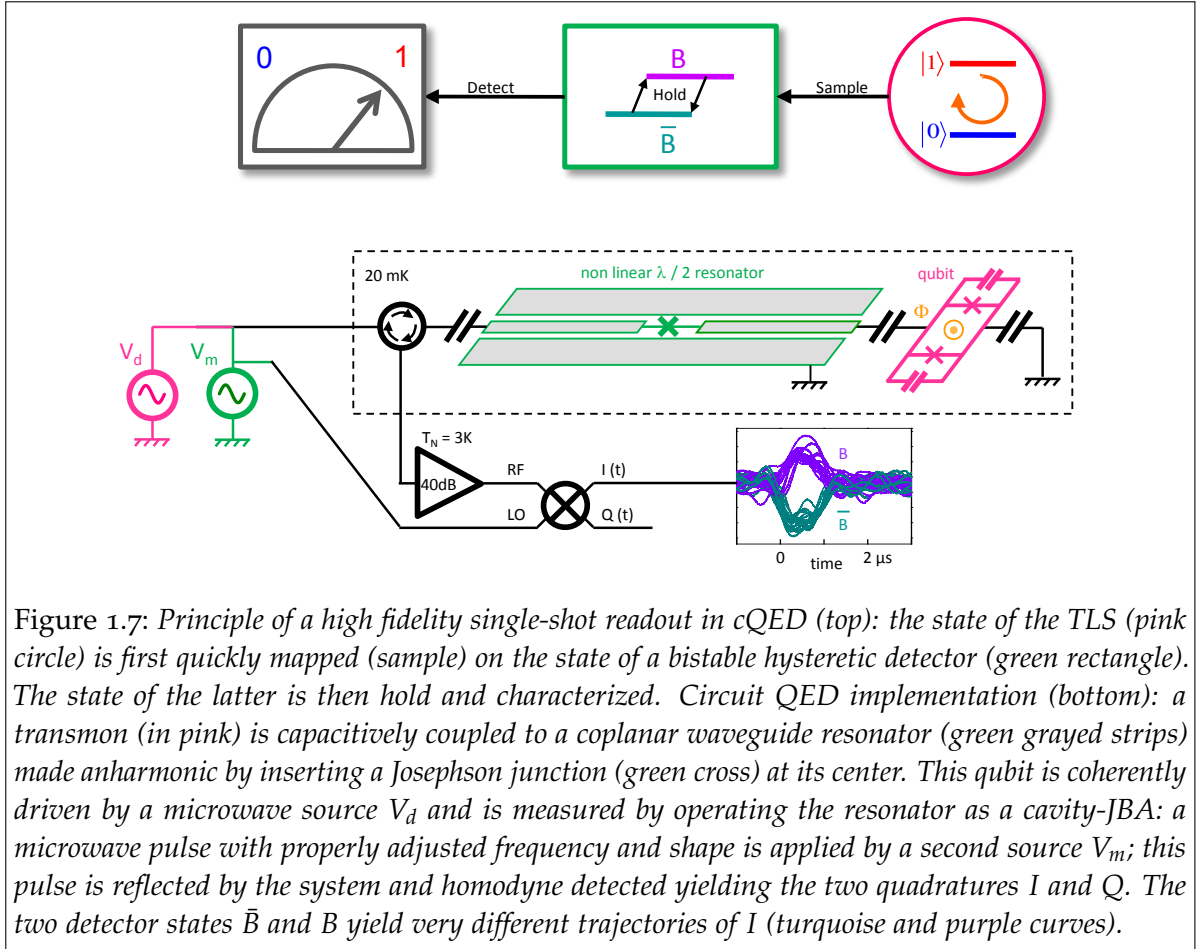 0 1
B
Hold
B̄
Detect
Sample
|1⟩
|0⟩
20 mK
non linear λ / 2 resonator
qubit
Φ
V_d
V_m
T_N = 3K
40dB
RF
LO
I (t)
Q (t)
B
B̄
0
2 µs
time
Figure 1.7: Principle of a high fidelity single-shot readout in cQED (top): the state of the TLS (pink
circle) is first quickly mapped (sample) on the state of a bistable hysteretic detector (green rectangle).
The state of the latter is then hold and characterized. Circuit QED implementation (bottom): a
transmon (in pink) is capacitively coupled to a coplanar waveguide resonator (green grayed strips)
made anharmonic by inserting a Josephson junction (green cross) at its center. This qubit is coherently
driven by a microwave source V_d and is measured by operating the resonator as a cavity-JBA: a
microwave pulse with properly adjusted frequency and shape is applied by a second source V_m; this
pulse is reflected by the system and homodyne detected yielding the two quadratures I and Q. The
two detector states B̄ and B yield very different trajectories of I (turquoise and purple curves).